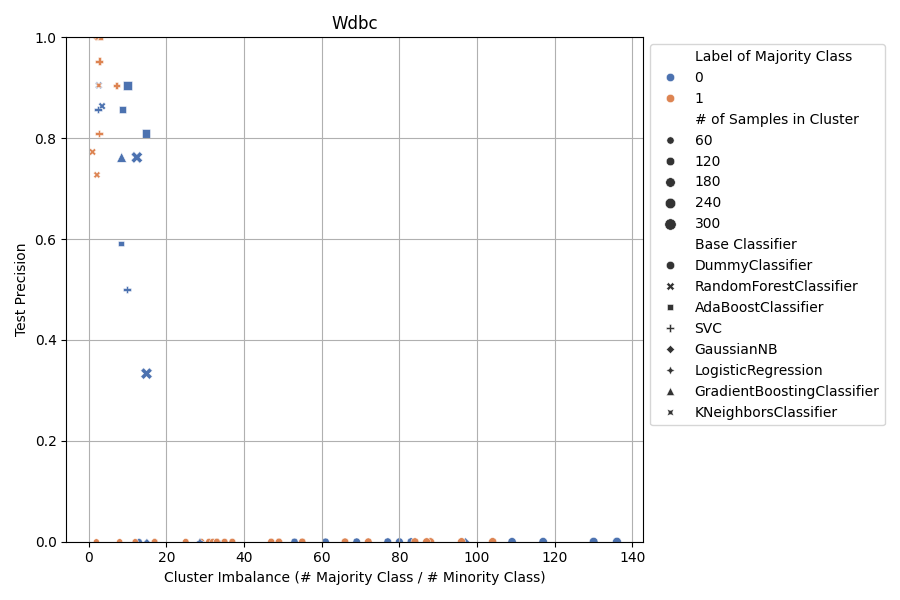 Wdbc
1.0
0.8
0.6
0.4
0.2
0.0
Test Precision
0 20 40 60 80 100 120 140
Cluster Imbalance (# Majority Class / # Minority Class)
Label of Majority Class
0
1
# of Samples in Cluster
60
120
180
240
300
Base Classifier
DummyClassifier
RandomForestClassifier
AdaBoostClassifier
SVC
GaussianNB
LogisticRegression
GradientBoostingClassifier
KNeighborsClassifier